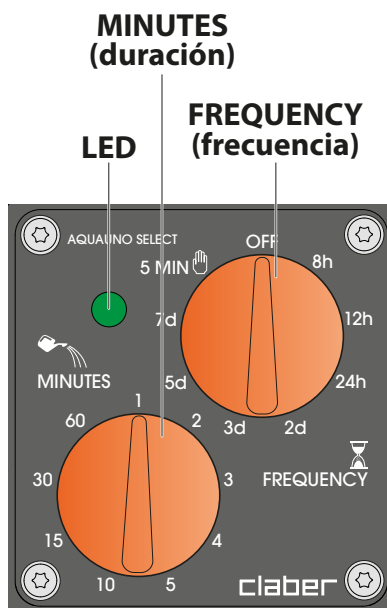 MINUTES
(duración)
FREQUENCY
(frecuencia)
LED
AQUAUNO SELECT
OFF
8h
12h
24h
2d
3d
5d
7d
5 MIN
MINUTES
1
2
3
4
5
10
15
30
60
FREQUENCY
claber